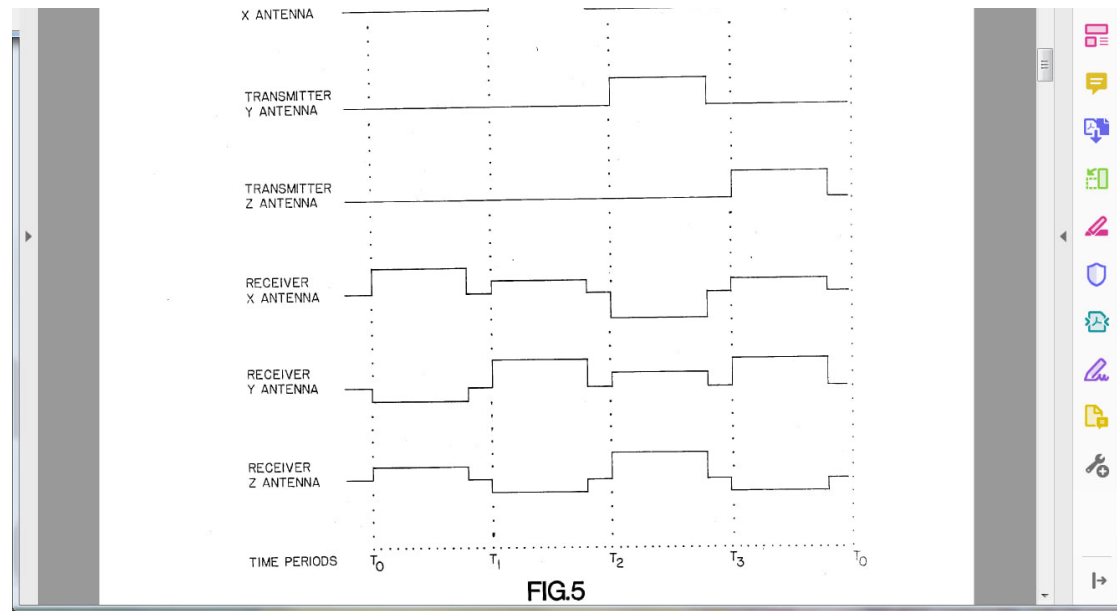 X ANTENNA
TRANSMITTER
Y ANTENNA
TRANSMITTER
Z ANTENNA
RECEIVER
X ANTENNA
RECEIVER
Y ANTENNA
RECEIVER
Z ANTENNA
TIME PERIODS T0 T1 T2 T3 T0
FIG.5